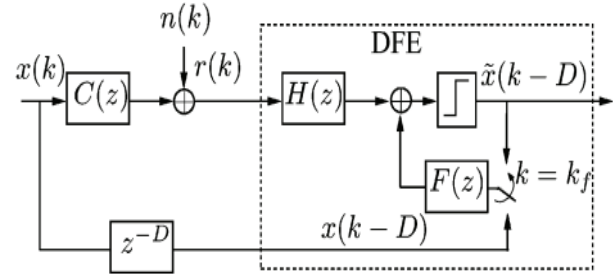 n(k)
DFE
x(k)
r(k)
C(z)
H(z)
x̃(k − D)
F(z)
k = k_f
z^{−D}
x(k − D)